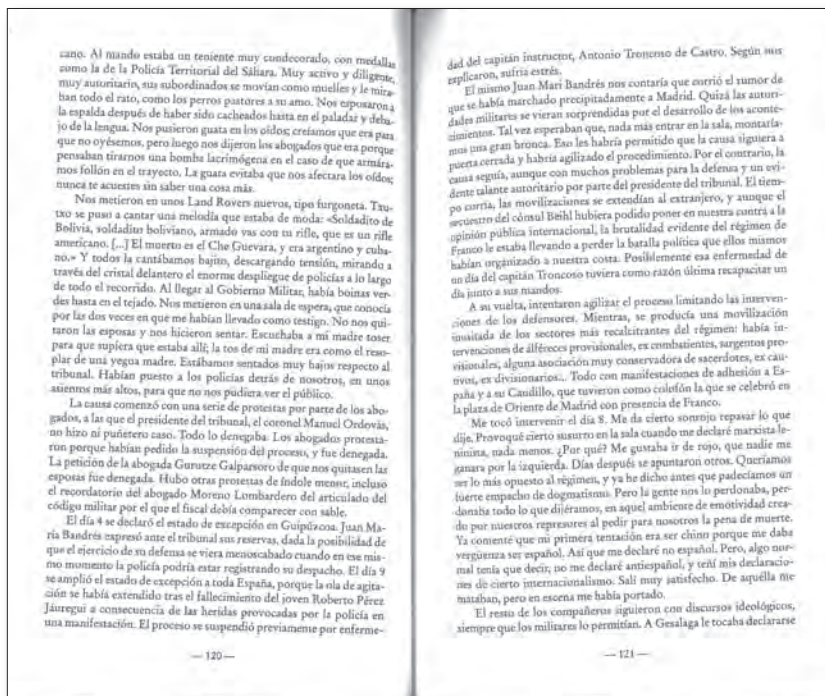 cano. Al mando estaba un teniente muy condecorado, con medallas
como la de la Policía Territorial del Sáhara. Muy activo y diligente,
muy autoritario, sus subordinados se movían como muelles y le mira-
ban todo el rato, como los perros pastores a su amo. Nos esposaron a
la espalda después de haber sido cacheados hasta en el paladar y deba-
jo de la lengua. Nos pusieron guata en los oídos; creíamos que era para
que no oyésemos, pero luego nos dijeron los abogados que era porque
pensaban tirarnos una bomba lacrimógena en el caso de que armára-
mos follón en el trayecto. La guata evitaba que nos afectara los oídos;
nunca te acuestes sin saber una cosa más.
Nos metieron en unos Land Rovers nuevos, tipo furgoneta. Txu-
txo se puso a cantar una melodía que estaba de moda: «Soldadito de
Bolivia, soldadito boliviano, armado vas con tu rifle, que es un rifle
americano. [...] El muerto es el Che Guevara, y era argentino y cuba-
no.» Y todos la cantábamos bajito, descargando tensión, mirando a
través del cristal delantero el enorme despliegue de policías a lo largo
de todo el recorrido. Al llegar al Gobierno Militar, había boinas ver-
des hasta en el tejado. Nos metieron en una sala de espera, que conocía
por las dos veces en que me habían llevado como testigo. No nos qui-
taron las esposas y nos hicieron sentar. Escuchaba a mi madre toser
para que supiera que estaba allí; la tos de mi madre era como el reso-
plar de una yegua madre. Estábamos sentados muy bajos respecto al
tribunal. Habían puesto a los policías detrás de nosotros, en unos
asientos más altos, para que no nos pudiera ver el público.
La causa comenzó con una serie de protestas por parte de los abo-
gados, a las que el presidente del tribunal, el coronel Manuel Ordovás,
no hizo ni puñetero caso. Todo lo denegaba. Los abogados protesta-
ron porque habían pedido la suspensión del proceso, y fue denegada.
La petición de la abogada Gurutze Galparsoro de que nos quitasen las
esposas fue denegada. Hubo otras protestas de índole menor, incluso
el recordatorio del abogado Moreno Lombardero del articulado del
código militar por el que el fiscal debía comparecer con sable.
El día 4 se declaró el estado de excepción en Guipúzcoa. Juan Ma-
ría Bandrés expresó ante el tribunal sus reservas, dada la posibilidad de
que el ejercicio de su defensa se viera menoscabado cuando en ese mis-
mo momento la policía podría estar registrando su despacho. El día 9
se amplió el estado de excepción a toda España, porque la ola de agita-
ción se había extendido tras el fallecimiento del joven Roberto Pérez
Jáuregui a consecuencia de las heridas provocadas por la policía en
una manifestación. El proceso se suspendió previamente por enferme-
— 120 —
dad del capitán instructor, Antonio Troncoso de Castro. Según nos
explicaron, sufría estrés.
El mismo Juan Mari Bandrés nos contaría que corrió el rumor de
que se había marchado precipitadamente a Madrid. Quizá las autori-
dades militares se vieran sorprendidas por el desarrollo de los aconte-
cimientos. Tal vez esperaban que, nada más entrar en la sala, montaría-
mos una gran bronca. Eso les habría permitido que la causa siguiera a
puerta cerrada y habría agilizado el procedimiento. Por el contrario, la
causa seguía, aunque con muchos problemas para la defensa y un evi-
dente talante autoritario por parte del presidente del tribunal. El tiem-
po corría, las movilizaciones se extendían al extranjero, y aunque el
secuestro del cónsul Beihl hubiera podido poner en nuestra contra a la
opinión pública internacional, la brutalidad evidente del régimen de
Franco le estaba llevando a perder la batalla política que ellos mismos
habían organizado a nuestra costa. Posiblemente esa enfermedad de
un día del capitán Troncoso tuviera como razón última recapacitar un
día junto a sus mandos.
A su vuelta, intentaron agilizar el proceso limitando las interven-
ciones de los defensores. Mientras, se producía una movilización
inusitada de los sectores más recalcitrantes del régimen: había in-
tervenciones de alféreces provisionales, ex combatientes, sargentos pro-
visionales, alguna asociación muy conservadora de sacerdotes, ex cau-
tivos, ex divisionarios... Todo con manifestaciones de adhesión a Es-
paña y a su Caudillo, que tuvieron como colofón la que se celebró en
la plaza de Oriente de Madrid con presencia de Franco.
Me tocó intervenir el día 8. Me da cierto sonrojo repasar lo que
dije. Provoqué cierto susurro en la sala cuando me declaré marxista-le-
ninista, nada menos. ¿Por qué? Me gustaba ir de rojo, que nadie me
ganara por la izquierda. Días después se apuntaron otros. Queríamos
ser lo más opuesto al régimen, y ya he dicho antes que padecíamos un
fuerte empacho de dogmatismo. Pero la gente nos lo perdonaba, per-
donaba todo lo que dijéramos, en aquel ambiente de emotividad crea-
do por nuestros represores al pedir para nosotros la pena de muerte.
Ya comenté que mi primera tentación era ser chino porque me daba
vergüenza ser español. Así que me declaré no español. Pero, algo nor-
mal tenía que decir, no me declaré antiespañol, y teñí mis declaracio-
nes de cierto internacionalismo. Salí muy satisfecho. De aquélla me
mataban, pero en escena me había portado.
El resto de los compañeros siguieron con discursos ideológicos,
siempre que los militares lo permitían. A Gesalaga le tocaba declararse
— 121 —